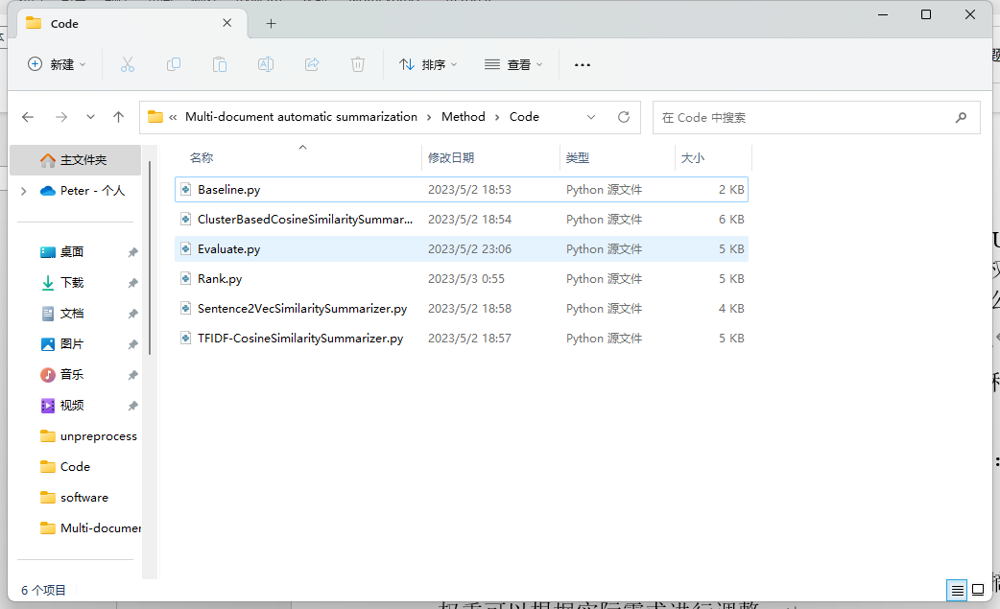 Code
新建
排序
查看
Multi-document automatic summarization
Method
Code
在 Code 中搜索
主文件夹
Peter - 个人
桌面
下载
文档
图片
音乐
视频
unpreprocess
Code
software
Multi-documen
名称 修改日期 类型 大小
Baseline.py 2023/5/2 18:53 Python 源文件 2 KB
ClusterBasedCosineSimilaritySummar... 2023/5/2 18:54 Python 源文件 6 KB
Evaluate.py 2023/5/2 23:06 Python 源文件 5 KB
Rank.py 2023/5/3 0:55 Python 源文件 5 KB
Sentence2VecSimilaritySummarizer.py 2023/5/2 18:58 Python 源文件 4 KB
TFIDF-CosineSimilaritySummarizer.py 2023/5/2 18:57 Python 源文件 5 KB
6 个项目